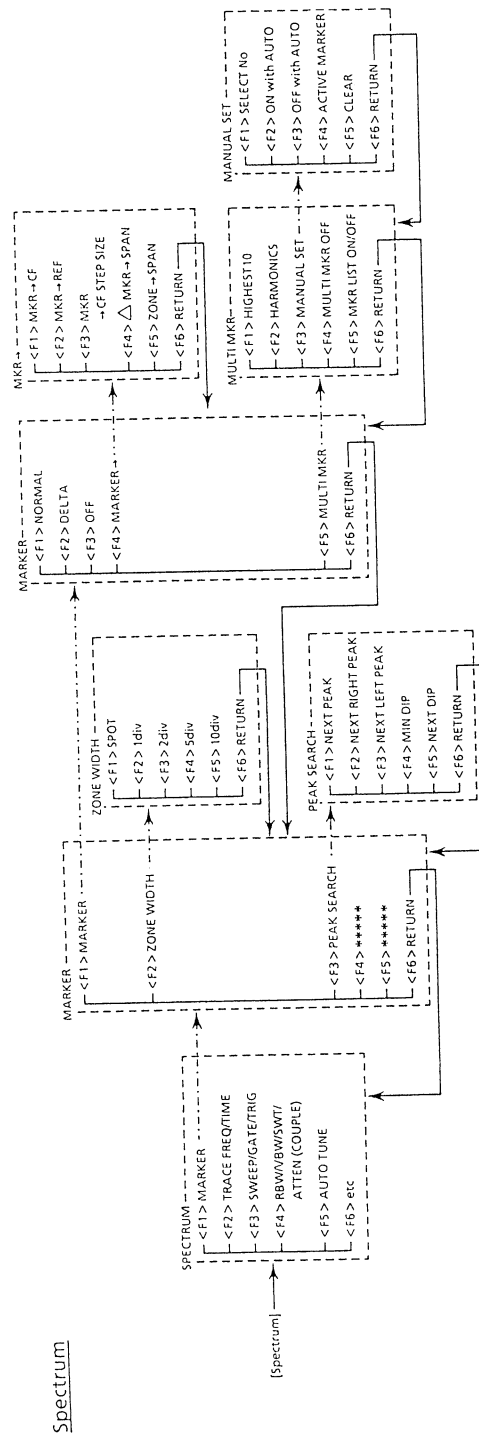 Spectrum
[Spectrum]
SPECTRUM
<F1> MARKER
<F2> TRACE FREQ/TIME
<F3> SWEEP/GATE/TRIG
<F4> RBW/VBW/SWT/
ATTEN (COUPLE)
<F5> AUTO TUNE
<F6> etc
MARKER
<F1> MARKER
<F2> ZONE WIDTH
<F3> PEAK SEARCH
<F4> *****
<F5> *****
<F6> RETURN
ZONE WIDTH
<F1> SPOT
<F2> 1div
<F3> 2div
<F4> 5div
<F5> 10div
<F6> RETURN
PEAK SEARCH
<F1> NEXT PEAK
<F2> NEXT RIGHT PEAK
<F3> NEXT LEFT PEAK
<F4> MIN DIP
<F5> NEXT DIP
<F6> RETURN
MARKER
<F1> NORMAL
<F2> DELTA
<F3> OFF
<F4> MARKER→
<F5> MULTI MKR
<F6> RETURN
MKR→
<F1> MKR→CF
<F2> MKR→REF
<F3> MKR
→CF STEP SIZE
<F4> △ MKR→SPAN
<F5> ZONE→SPAN
<F6> RETURN
MULTI MKR
<F1> HIGHEST10
<F2> HARMONICS
<F3> MANUAL SET
<F4> MULTI MKR OFF
<F5> MKR LIST ON/OFF
<F6> RETURN
MANUAL SET
<F1> SELECT No
<F2> ON with AUTO
<F3> OFF with AUTO
<F4> ACTIVE MARKER
<F5> CLEAR
<F6> RETURN